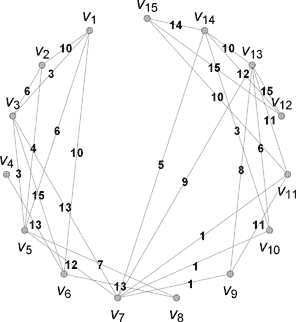 v15
v1 14 v14
10 10 v13
v2 3 15 12
6 10 15 v12
v3 11
6 3
v4 4 5 6
3 10 9 8 v11
15 13
13 1 11
v5 v10
12 7 1
v6 13 1 v9
v7 v8